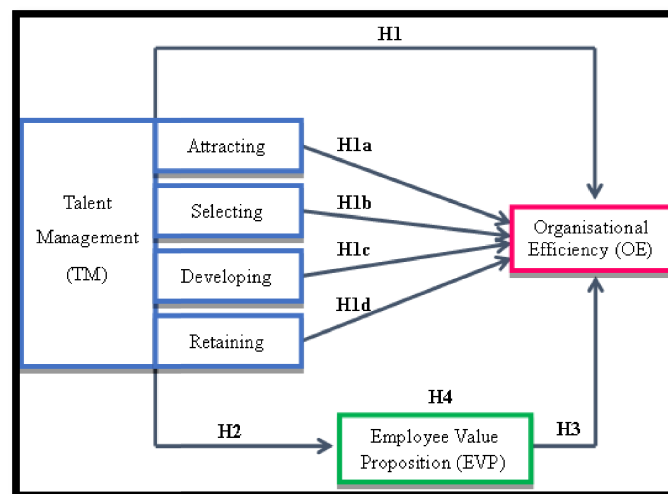 H1
Talent
Management
(TM)
Attracting
Selecting
Developing
Retaining
H1a
H1b
H1c
H1d
Organisational
Efficiency (OE)
H2
H4
Employee Value
Proposition (EVP)
H3